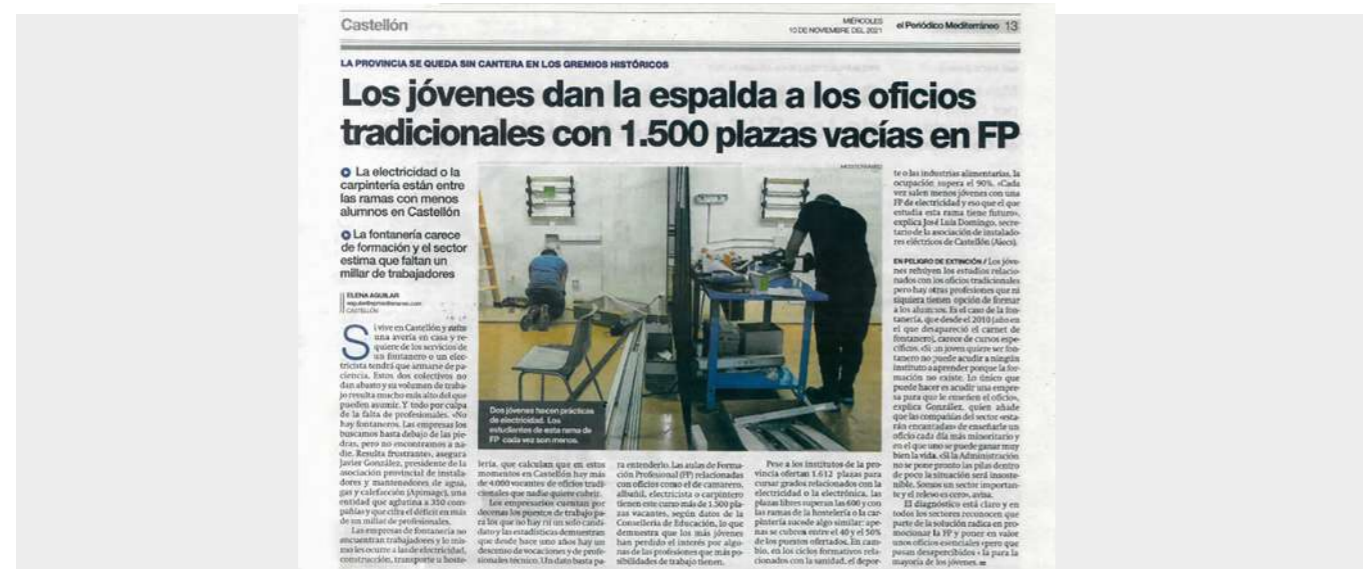 Castellón
MIÉRCOLES
10 DE NOVIEMBRE DEL 2021
el Periódico Mediterráneo 13
LA PROVINCIA SE QUEDA SIN CANTERA EN LOS GREMIOS HISTÓRICOS
Los jóvenes dan la espalda a los oficios
tradicionales con 1.500 plazas vacías en FP
La electricidad o la
carpintería están entre
las ramas con menos
alumnos en Castellón
La fontanería carece
de formación y el sector
estima que faltan un
millar de trabajadores
ELENA AGUILAR
CASTELLÓN
Si vive en Castellón y sufre
una avería en casa y re-
quiere de los servicios de
un fontanero o un elec-
tricista tendrá que armarse de pa-
ciencia. Estos dos colectivos no
dan abasto y su volumen de traba-
jo resulta mucho más alto del que
pueden asumir. Y todo por culpa
de la falta de profesionales. «No
hay fontaneros. Las empresas los
buscamos hasta debajo de las pie-
dras, pero no encontramos a na-
die. Resulta frustrante», asegura
Javier González, presidente de la
asociación provincial de instala-
dores y mantenedores de agua,
gas y calefacción (Apimagc), una
entidad que aglutina a 350 com-
pañías y que cifra el déficit en más
de un millar de profesionales.
Las empresas de fontanería no
encuentran trabajadores y lo mis-
mo les ocurre a las de electricidad,
construcción, transporte u hoste-
MEDITERRÁNEO
Dos jóvenes hacen prácticas
de electricidad. Los
estudiantes de esta rama de
FP cada vez son menos.
lería, que calculan que en estos
momentos en Castellón hay más
de 4.000 vacantes de oficios tradi-
cionales que nadie quiere cubrir.
Los empresarios cuentan por
decenas los puestos de trabajo pa-
ra los que no hay ni un solo candi-
dato y las estadísticas demuestran
que desde hace unos años hay un
descenso de vocaciones y de profe-
sionales técnico. Un dato basta pa-
ra entenderlo. Las aulas de Forma-
ción Profesional (FP) relacionadas
con oficios como el de camarero,
albañil, electricista o carpintero
tienen este curso más de 1.500 pla-
zas vacantes, según datos de la
Conselleria de Educación, lo que
demuestra que los más jóvenes
han perdido el interés por algu-
nas de las profesiones que más po-
sibilidades de trabajo tienen.
Pese a los institutos de la pro-
vincia ofertan 1.612 plazas para
cursar grados relacionados con la
electricidad o la electrónica, las
plazas libres superan las 600 y con
las ramas de la hostelería o la car-
pintería sucede algo similar: ape-
nas se cubren entre el 40 y el 50%
de los puestos ofertados. En cam-
bio, en los ciclos formativos rela-
cionados con la sanidad, el depor-
te o las industrias alimentarias, la
ocupación supera el 90%. «Cada
vez salen menos jóvenes con una
FP de electricidad y eso que el que
estudia esta rama tiene futuro»,
explica José Luis Domingo, secre-
tario de la asociación de instalado-
res eléctricos de Castellón (Aiecs).
EN PELIGRO DE EXTINCIÓN / Los jóve-
nes rehúyen los estudios relacio-
nados con los oficios tradicionales
pero hay otras profesiones que ni
siquiera tienen opción de formar
a los alumnos. Es el caso de la fon-
tanería, que desde el 2010 (año en
el que desapareció el carnet de
fontanero), carece de cursos espe-
cíficos. «Si un joven quiere ser fon-
tanero no puede acudir a ningún
instituto a aprender porque la for-
mación no existe. Lo único que
puede hacer es acudir una empre-
sa para que le enseñen el oficio»,
explica González, quien añade
que las compañías del sector «esta-
rán encantadas» de enseñarle un
oficio cada día más minoritario y
en el que uno se puede ganar muy
bien la vida. «Si la Administración
no se pone pronto las pilas dentro
de poco la situación será insoste-
nible. Somos un sector importan-
te y el relevo es cero», avisa.
El diagnóstico está claro y en
todos los sectores reconocen que
parte de la solución radica en pro-
mocionar la FP y poner en valor
unos oficios esenciales «pero que
pasan desapercibidos» la para la
mayoría de los jóvenes.